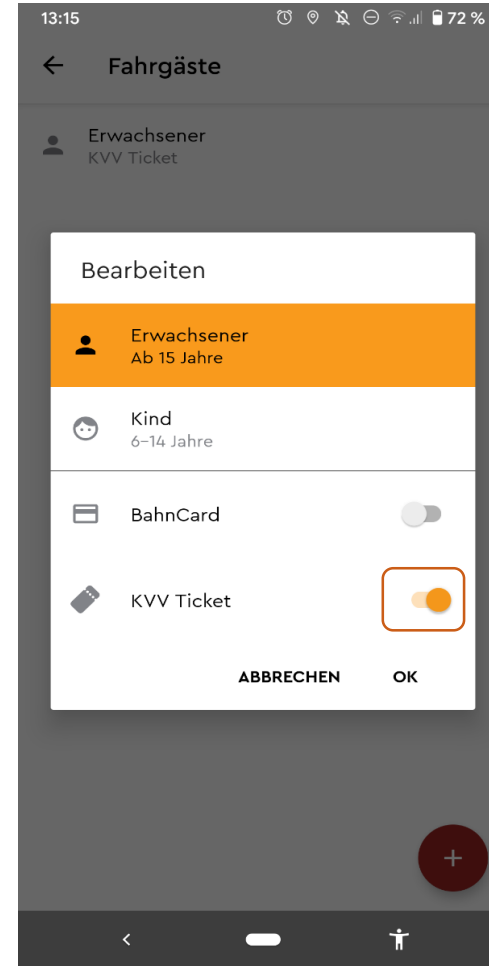 13:15 72 %
Fahrgäste
Erwachsener
KVV Ticket
Bearbeiten
Erwachsener
Ab 15 Jahre
Kind
6–14 Jahre
BahnCard
KVV Ticket
ABBRECHEN OK